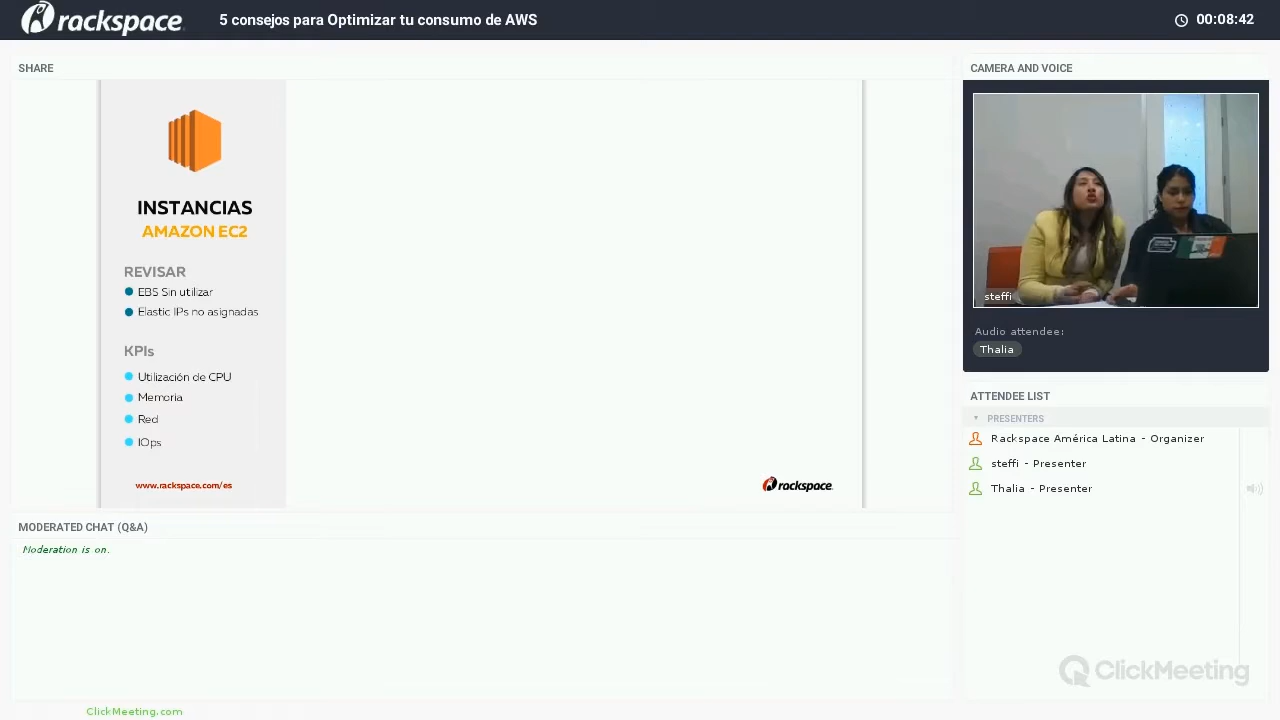 rackspace
5 consejos para Optimizar tu consumo de AWS
00:08:42
SHARE
INSTANCIAS
AMAZON EC2
REVISAR
EBS Sin utilizar
Elastic IPs no asignadas
KPIs
Utilización de CPU
Memoria
Red
IOps
www.rackspace.com/es
rackspace
CAMERA AND VOICE
steffi
Audio attendee:
Thalia
ATTENDEE LIST
PRESENTERS
Rackspace América Latina - Organizer
steffi - Presenter
Thalia - Presenter
MODERATED CHAT (Q&A)
Moderation is on.
ClickMeeting
ClickMeeting.com